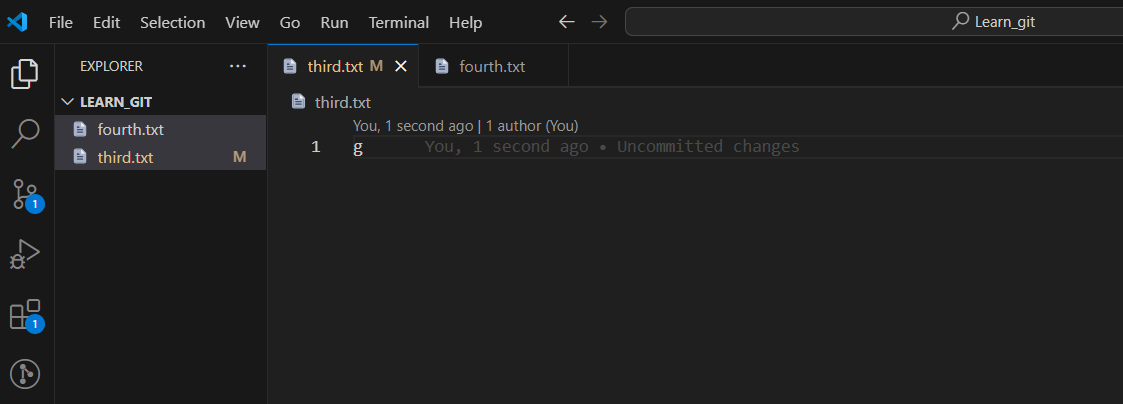 File Edit Selection View Go Run Terminal Help Learn_git
EXPLORER ···
third.txt M fourth.txt
LEARN_GIT
third.txt
fourth.txt
You, 1 second ago | 1 author (You)
1 g You, 1 second ago • Uncommitted changes
third.txt M
1
1